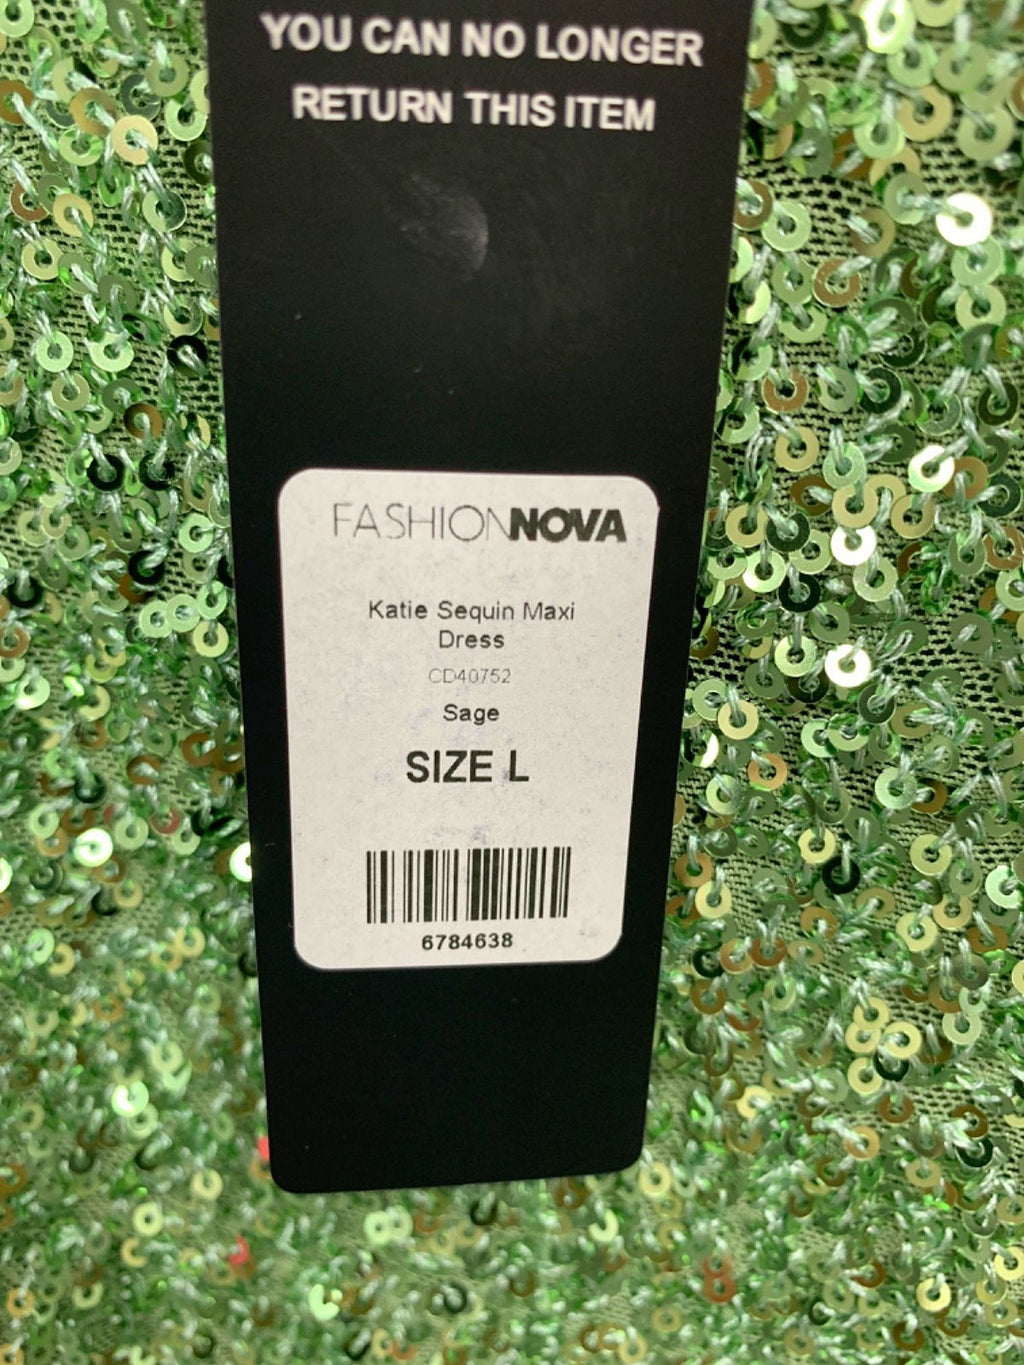 YOU CAN NO LONGER
RETURN THIS ITEM
FASHIONNOVA
Katie Sequin Maxi
Dress
CD40752
Sage
SIZE L
6784638